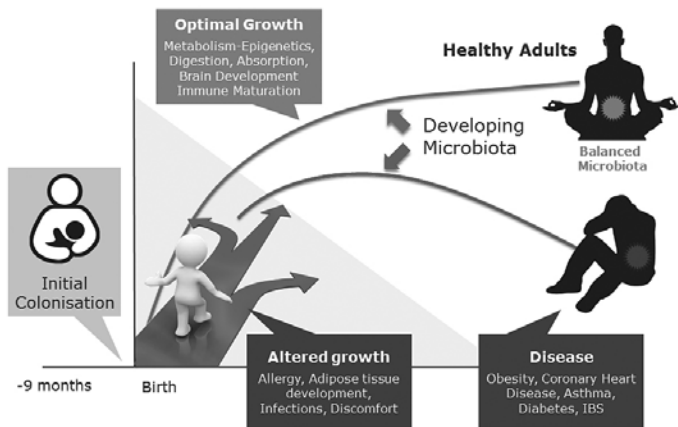 Optimal Growth
Metabolism-Epigenetics,
Digestion, Absorption,
Brain Development
Immune Maturation
Healthy Adults
Developing
Microbiota
Balanced
Microbiota
Initial
Colonisation
Altered growth
Allergy, Adipose tissue
development,
Infections, Discomfort
Disease
Obesity, Coronary Heart
Disease, Asthma,
Diabetes, IBS
-9 months
Birth